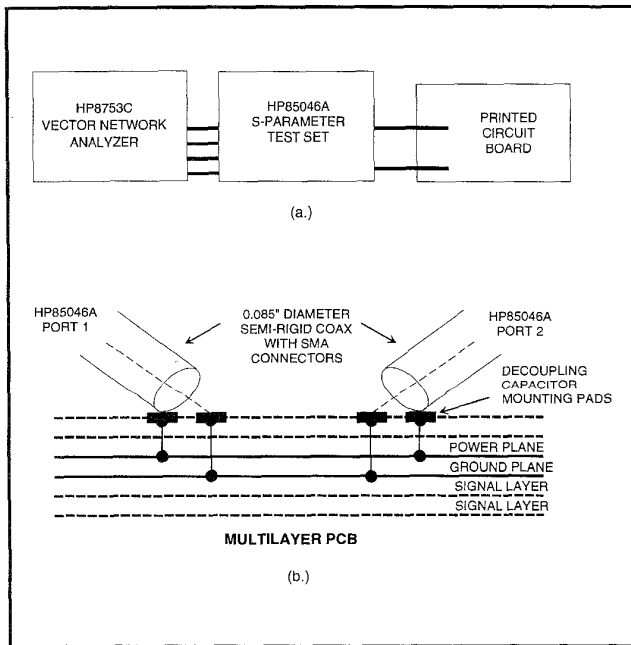 HP8753C
VECTOR NETWORK
ANALYZER
HP85046A
S-PARAMETER
TEST SET
PRINTED
CIRCUIT
BOARD
(a.)
HP85046A
PORT 1
0.085" DIAMETER
SEMI-RIGID COAX
WITH SMA
CONNECTORS
HP85046A
PORT 2
DECOUPLING
CAPACITOR
MOUNTING PADS
POWER PLANE
GROUND PLANE
SIGNAL LAYER
SIGNAL LAYER
MULTILAYER PCB
(b.)